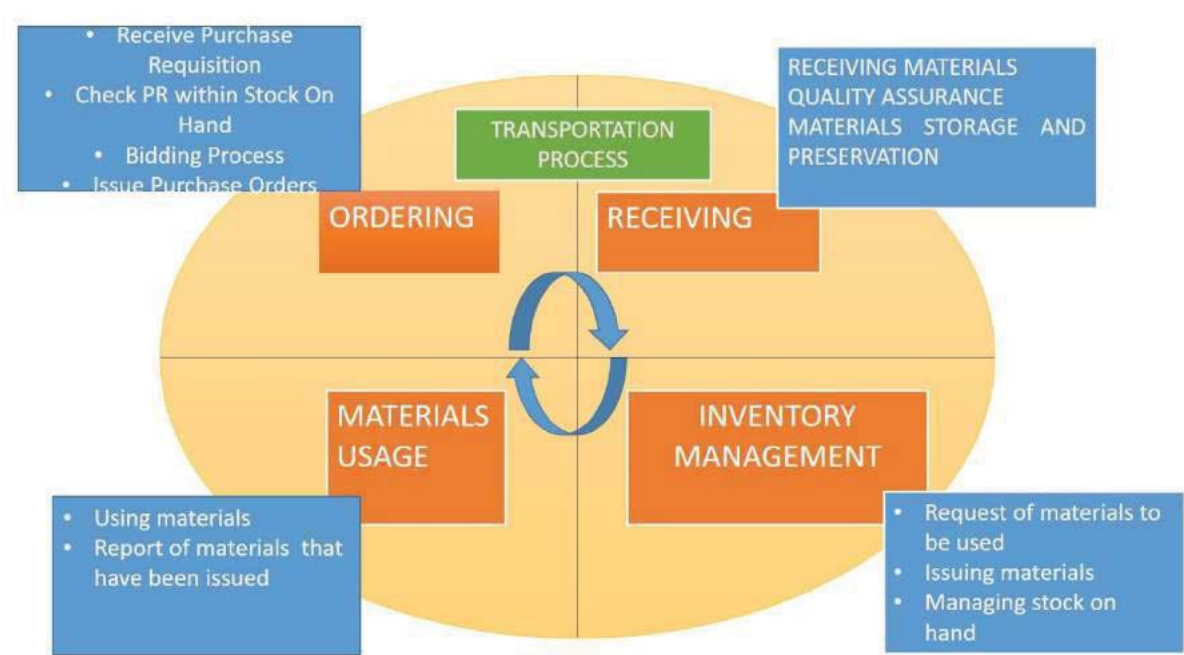 • Receive Purchase
Requisition
• Check PR within Stock On
Hand
• Bidding Process
• Issue Purchase Orders
TRANSPORTATION
PROCESS
RECEIVING MATERIALS
QUALITY ASSURANCE
MATERIALS STORAGE AND
PRESERVATION
ORDERING
RECEIVING
MATERIALS
USAGE
INVENTORY
MANAGEMENT
• Using materials
• Report of materials that
have been issued
• Request of materials to
be used
• Issuing materials
• Managing stock on
hand